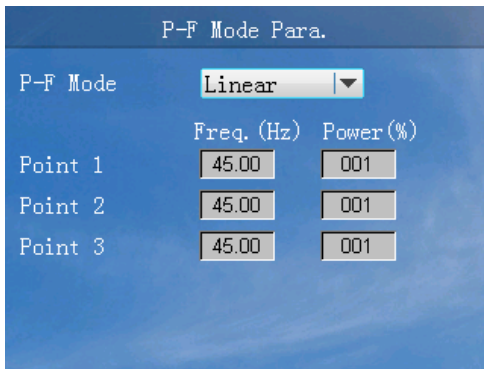 P-F Mode Para.
P-F Mode Linear
Freq.(Hz) Power(%)
Point 1 45.00 001
Point 2 45.00 001
Point 3 45.00 001